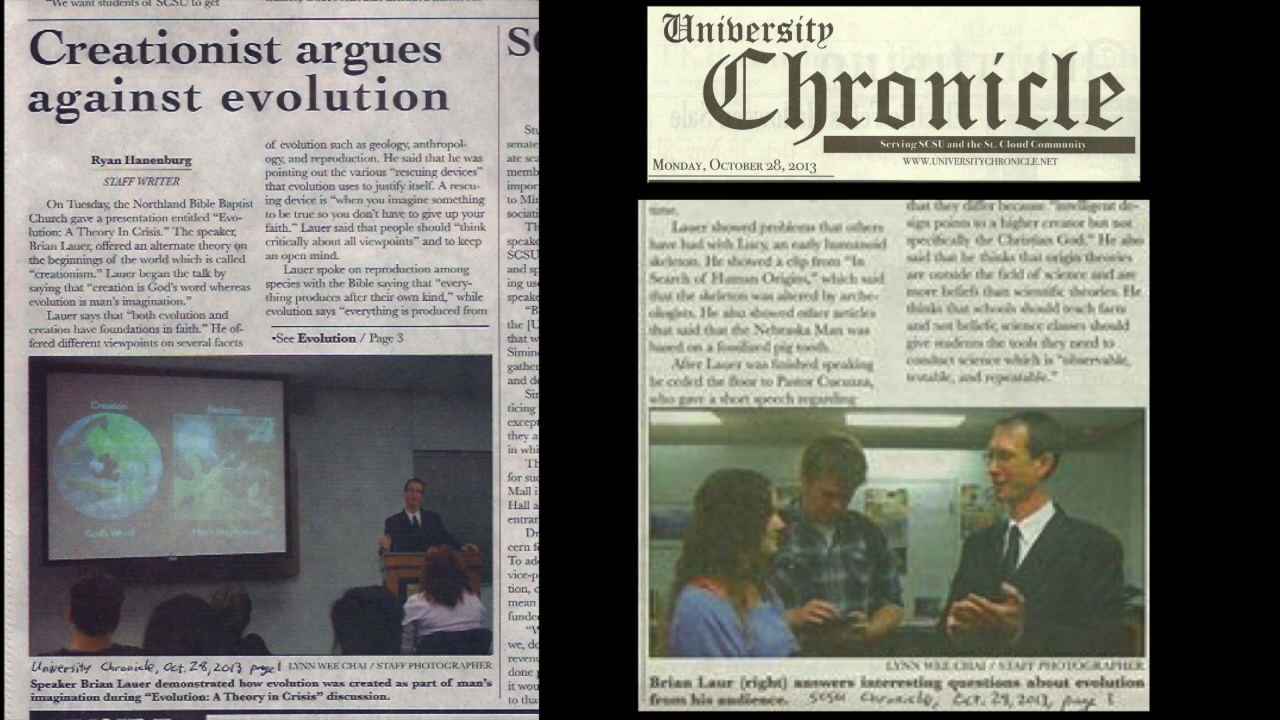 "We want students of SCSU to get
Creationist argues
against evolution
Ryan Hanenburg
STAFF WRITER
On Tuesday, the Northland Bible Baptist
Church gave a presentation entitled "Evo-
lution: A Theory In Crisis." The speaker,
Brian Lauer, offered an alternate theory on
the beginnings of the world which is called
"creationism." Lauer began the talk by
saying that "creation is God's word whereas
evolution is man's imagination."
Lauer says that "both evolution and
creation have foundations in faith." He of-
fered different viewpoints on several facets
of evolution such as geology, anthropol-
ogy, and reproduction. He said that he was
pointing out the various "rescuing devices"
that evolution uses to justify itself. A rescu-
ing device is "when you imagine something
to be true so you don't have to give up your
faith." Lauer said that people should "think
critically about all viewpoints" and to keep
an open mind.
Lauer spoke on reproduction among
species with the Bible saying that "every-
thing produces after their own kind," while
evolution says "everything is produced from
•See Evolution / Page 3
Creation
Evolution
God's Word
Man's Imagination
University Chronicle, Oct. 28, 2013 page 1
LYNN WEE CHAI / STAFF PHOTOGRAPHER
Speaker Brian Lauer demonstrated how evolution was created as part of man's
imagination during "Evolution: A Theory in Crisis" discussion.
University
Chronicle
Serving SCSU and the St. Cloud Community
MONDAY, OCTOBER 28, 2013
WWW.UNIVERSITYCHRONICLE.NET
time.
Lauer showed problems that others
have had with Lucy, an early humanoid
skeleton. He showed a clip from "In
Search of Human Origins," which said
that the skeleton was altered by arche-
ologists. He also showed other articles
that said that the Nebraska Man was
based on a fossilized pig tooth.
After Lauer was finished speaking
he ceded the floor to Pastor Cucuzza,
who gave a short speech regarding
that they differ because "intelligent de-
sign points to a higher creator but not
specifically the Christian God." He also
said that he thinks that origin theories
are outside the field of science and are
more beliefs than scientific theories. He
thinks that schools should teach facts
and not beliefs; science classes should
give students the tools they need to
conduct science which is "observable,
testable, and repeatable."
LYNN WEE CHAI / STAFF PHOTOGRAPHER
Brian Laur (right) answers interesting questions about evolution
from his audience.
Chronicle, Oct. 28, 2013, page 1